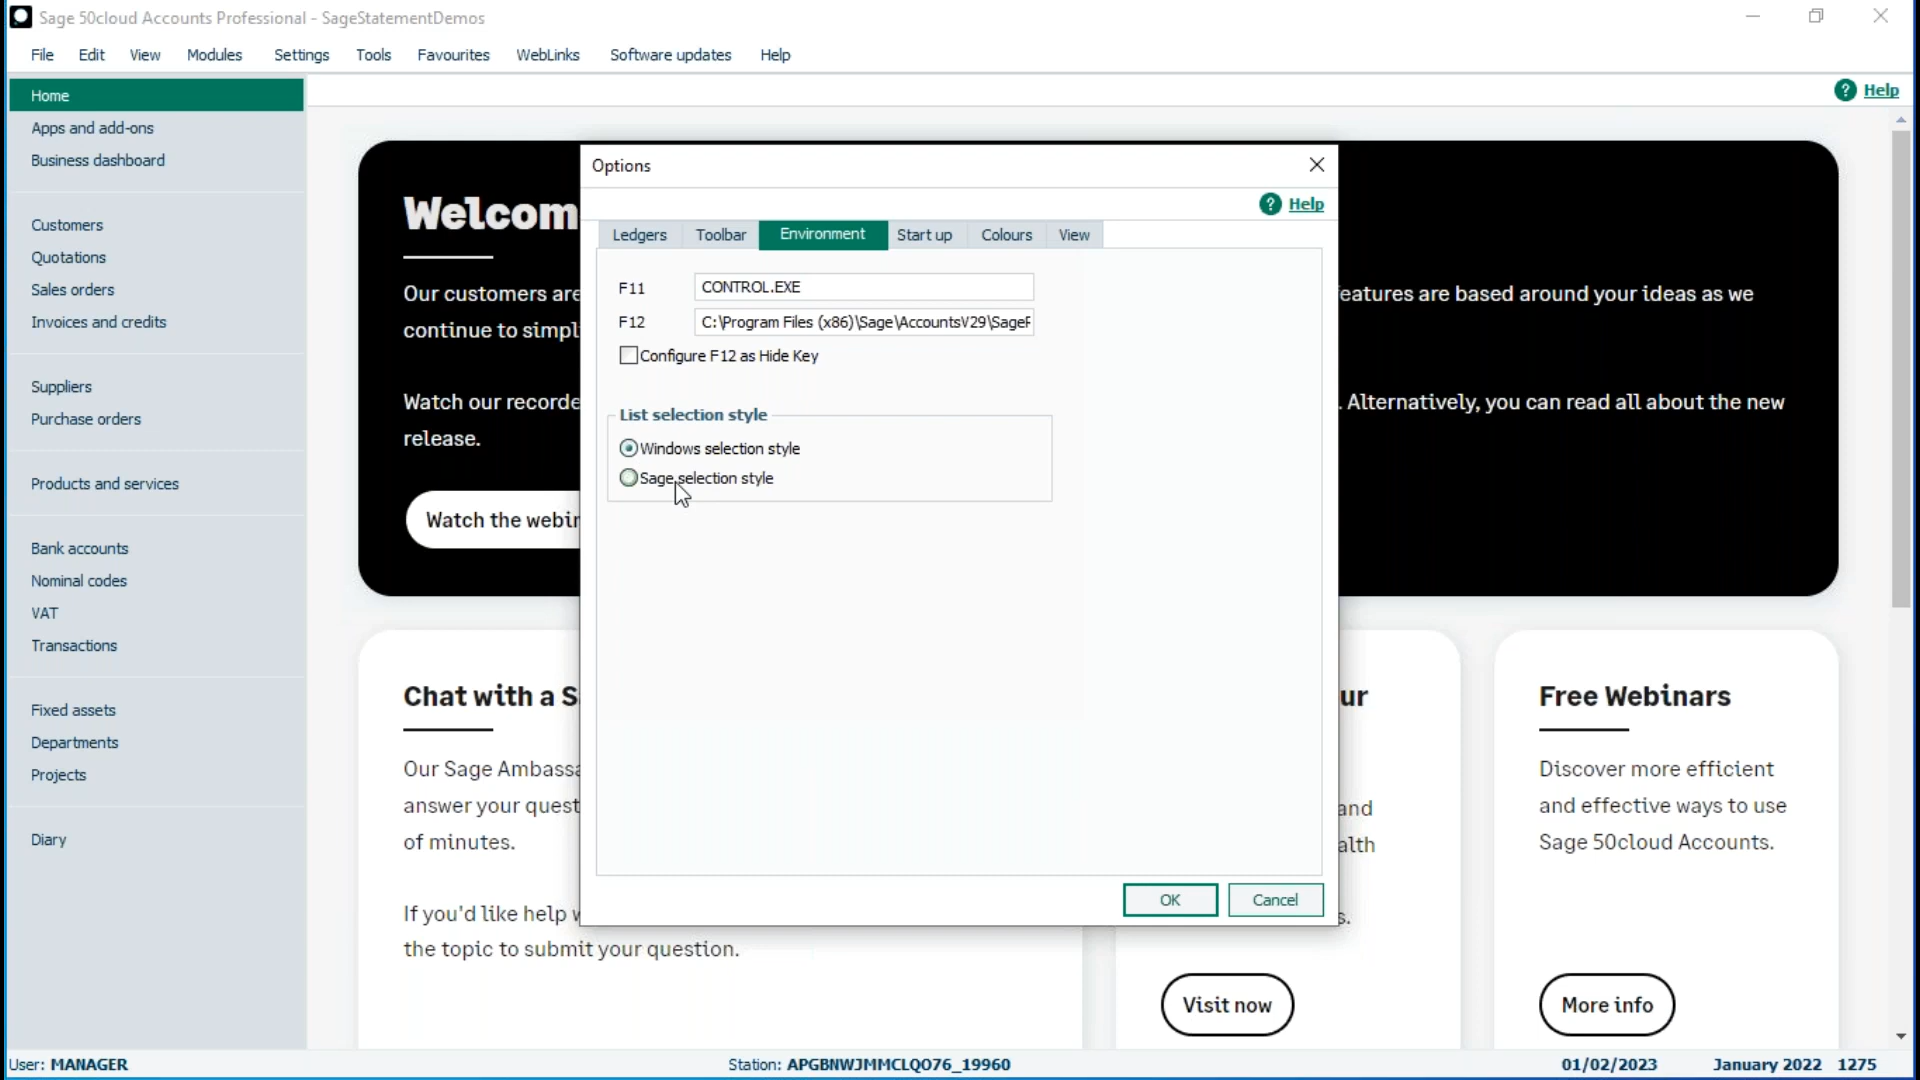 Sage 50cloud Accounts Professional - SageStatementDemos
File Edit View Modules Settings Tools Favourites WebLinks Software updates Help
Home
Apps and add-ons
Business dashboard
Customers
Quotations
Sales orders
Invoices and credits
Suppliers
Purchase orders
Products and services
Bank accounts
Nominal codes
VAT
Transactions
Fixed assets
Departments
Projects
Diary
? Help
Welcom
Our customers are
eatures are based around your ideas as we
continue to simpl
Watch our recorde
. Alternatively, you can read all about the new
release.
Watch the webin
Options
? Help
Ledgers Toolbar Environment Start up Colours View
F11 CONTROL.EXE
F12 C:\Program Files (x86)\Sage\AccountsV29\SageF
Configure F12 as Hide Key
List selection style
Windows selection style
Sage selection style
OK Cancel
Chat with a S
Our Sage Ambassa
answer your quest
of minutes.
If you'd like help w
the topic to submit your question.
ur
and
alth
s.
Visit now
Free Webinars
Discover more efficient
and effective ways to use
Sage 50cloud Accounts.
More info
User: MANAGER Station: APGBNWJMMCLQO76_19960 01/02/2023 January 2022 1275